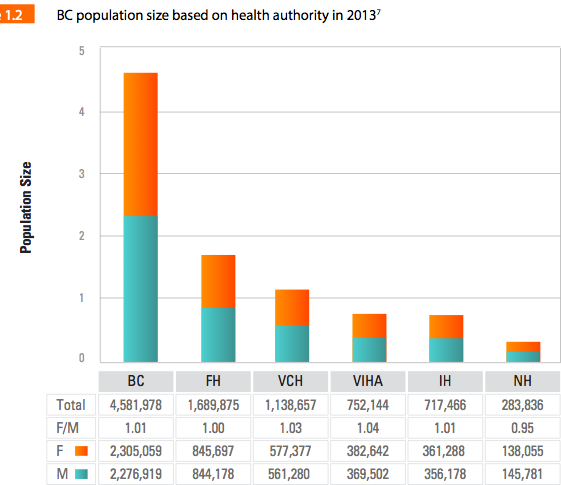 1.2 BC population size based on health authority in 2013⁷
5
4
3
2
1
0
Population Size
BC FH VCH VIHA IH NH
Total 4,581,978 1,689,875 1,138,657 752,144 717,466 283,836
F/M 1.01 1.00 1.03 1.04 1.01 0.95
F 2,305,059 845,697 577,377 382,642 361,288 138,055
M 2,276,919 844,178 561,280 369,502 356,178 145,781